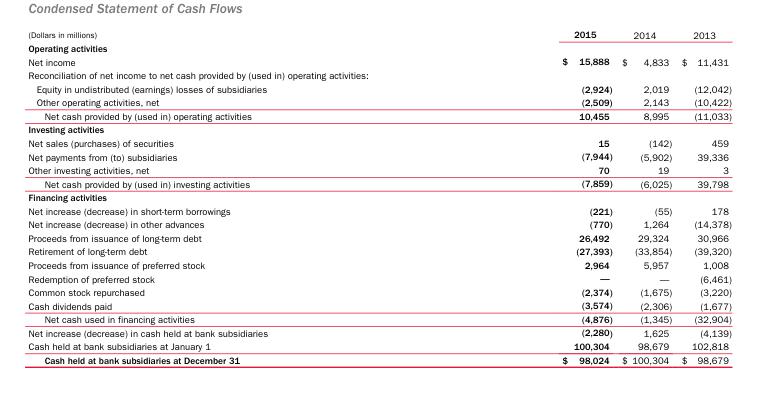 Condensed Statement of Cash Flows
(Dollars in millions) 2015 2014 2013
Operating activities
Net income $ 15,888 $ 4,833 $ 11,431
Reconciliation of net income to net cash provided by (used in) operating activities:
Equity in undistributed (earnings) losses of subsidiaries (2,924) 2,019 (12,042)
Other operating activities, net (2,509) 2,143 (10,422)
Net cash provided by (used in) operating activities 10,455 8,995 (11,033)
Investing activities
Net sales (purchases) of securities 15 (142) 459
Net payments from (to) subsidiaries (7,944) (5,902) 39,336
Other investing activities, net 70 19 3
Net cash provided by (used in) investing activities (7,859) (6,025) 39,798
Financing activities
Net increase (decrease) in short-term borrowings (221) (55) 178
Net increase (decrease) in other advances (770) 1,264 (14,378)
Proceeds from issuance of long-term debt 26,492 29,324 30,966
Retirement of long-term debt (27,393) (33,854) (39,320)
Proceeds from issuance of preferred stock 2,964 5,957 1,008
Redemption of preferred stock — — (6,461)
Common stock repurchased (2,374) (1,675) (3,220)
Cash dividends paid (3,574) (2,306) (1,677)
Net cash used in financing activities (4,876) (1,345) (32,904)
Net increase (decrease) in cash held at bank subsidiaries (2,280) 1,625 (4,139)
Cash held at bank subsidiaries at January 1 100,304 98,679 102,818
Cash held at bank subsidiaries at December 31 $ 98,024 $ 100,304 $ 98,679